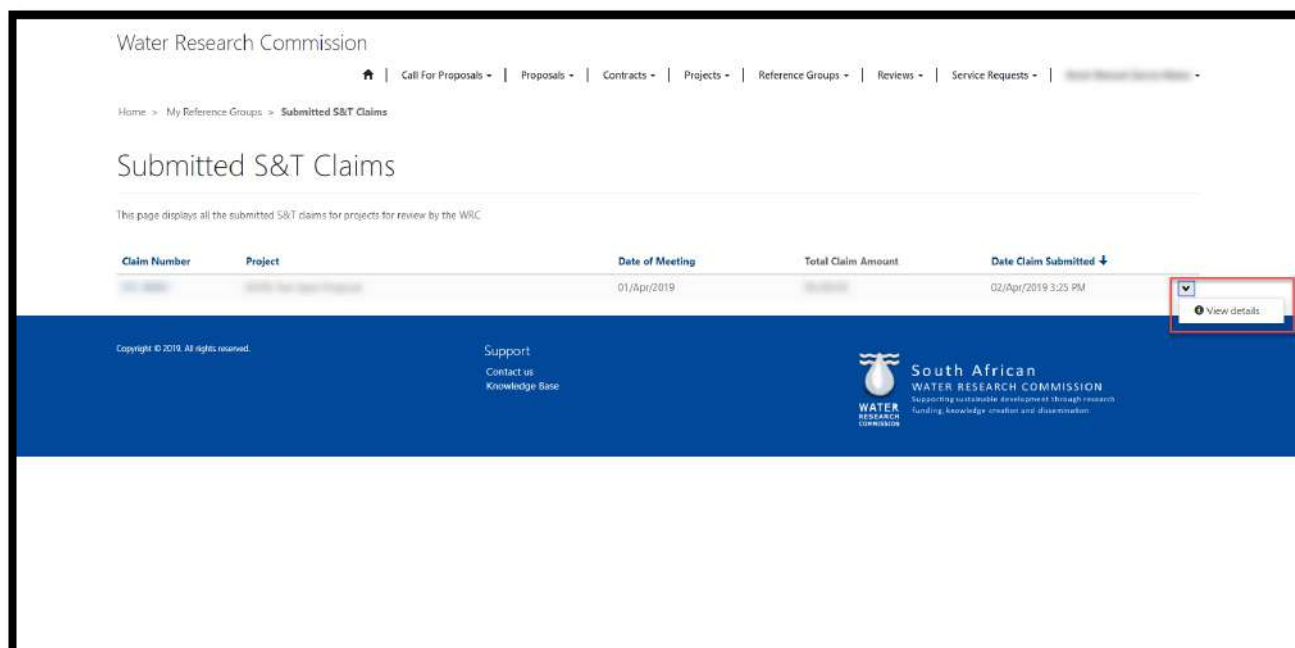 Water Research Commission
Call For Proposals | Proposals | Contracts | Projects | Reference Groups | Reviews | Service Requests |
Home > My Reference Groups > Submitted S&T Claims
Submitted S&T Claims
This page displays all the submitted S&T claims for projects for review by the WRC
Claim Number Project Date of Meeting Total Claim Amount Date Claim Submitted
01/Apr/2019 02/Apr/2019 3:25 PM
View details
Copyright © 2019. All rights reserved.
Support
Contact us
Knowledge Base
WATER
RESEARCH
COMMISSION
South African
WATER RESEARCH COMMISSION
Supporting sustainable development through research
funding, knowledge creation and dissemination